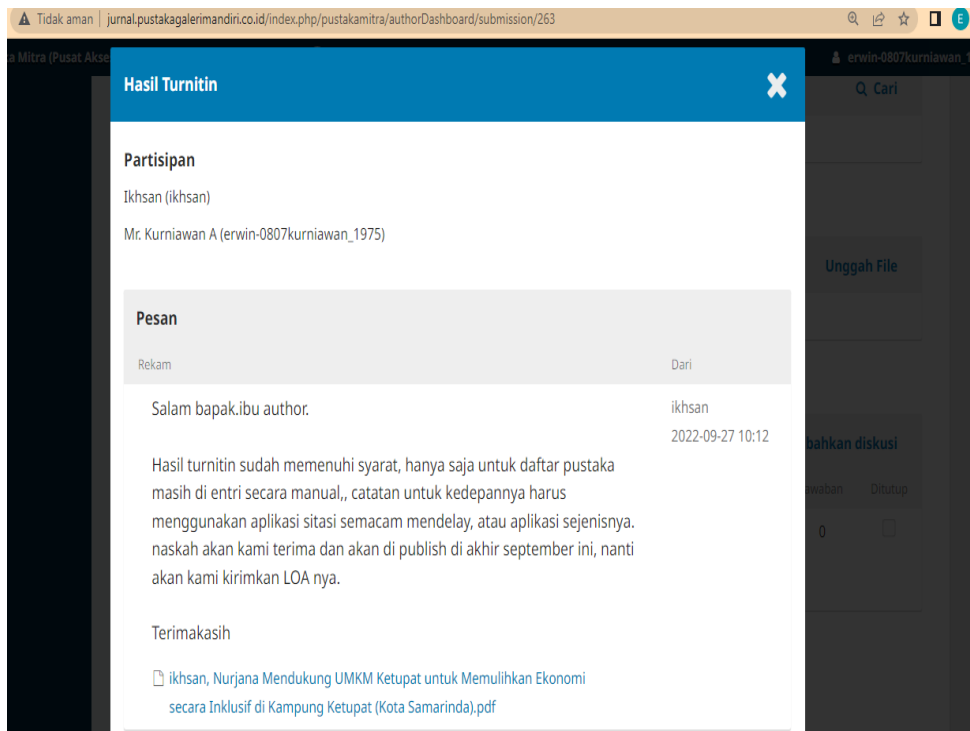 Tidak aman | jurnal.pustakagalerimandiri.co.id/index.php/pustakamitra/authorDashboard/submission/263
E
a Mitra (Pusat Akse
erwin-0807kurniawan_1
Hasil Turnitin
Cari
Partisipan
Ikhsan (ikhsan)
Mr. Kurniawan A (erwin-0807kurniawan_1975)
Unggah File
Pesan
Rekam Dari
Salam bapak.ibu author. ikhsan
2022-09-27 10:12
bahkan diskusi
Hasil turnitin sudah memenuhi syarat, hanya saja untuk daftar pustaka
masih di entri secara manual,, catatan untuk kedepannya harus
awaban Ditutup
menggunakan aplikasi sitasi semacam mendelay, atau aplikasi sejenisnya.
0
naskah akan kami terima dan akan di publish di akhir september ini, nanti
akan kami kirimkan LOA nya.
Terimakasih
ikhsan, Nurjana Mendukung UMKM Ketupat untuk Memulihkan Ekonomi
secara Inklusif di Kampung Ketupat (Kota Samarinda).pdf